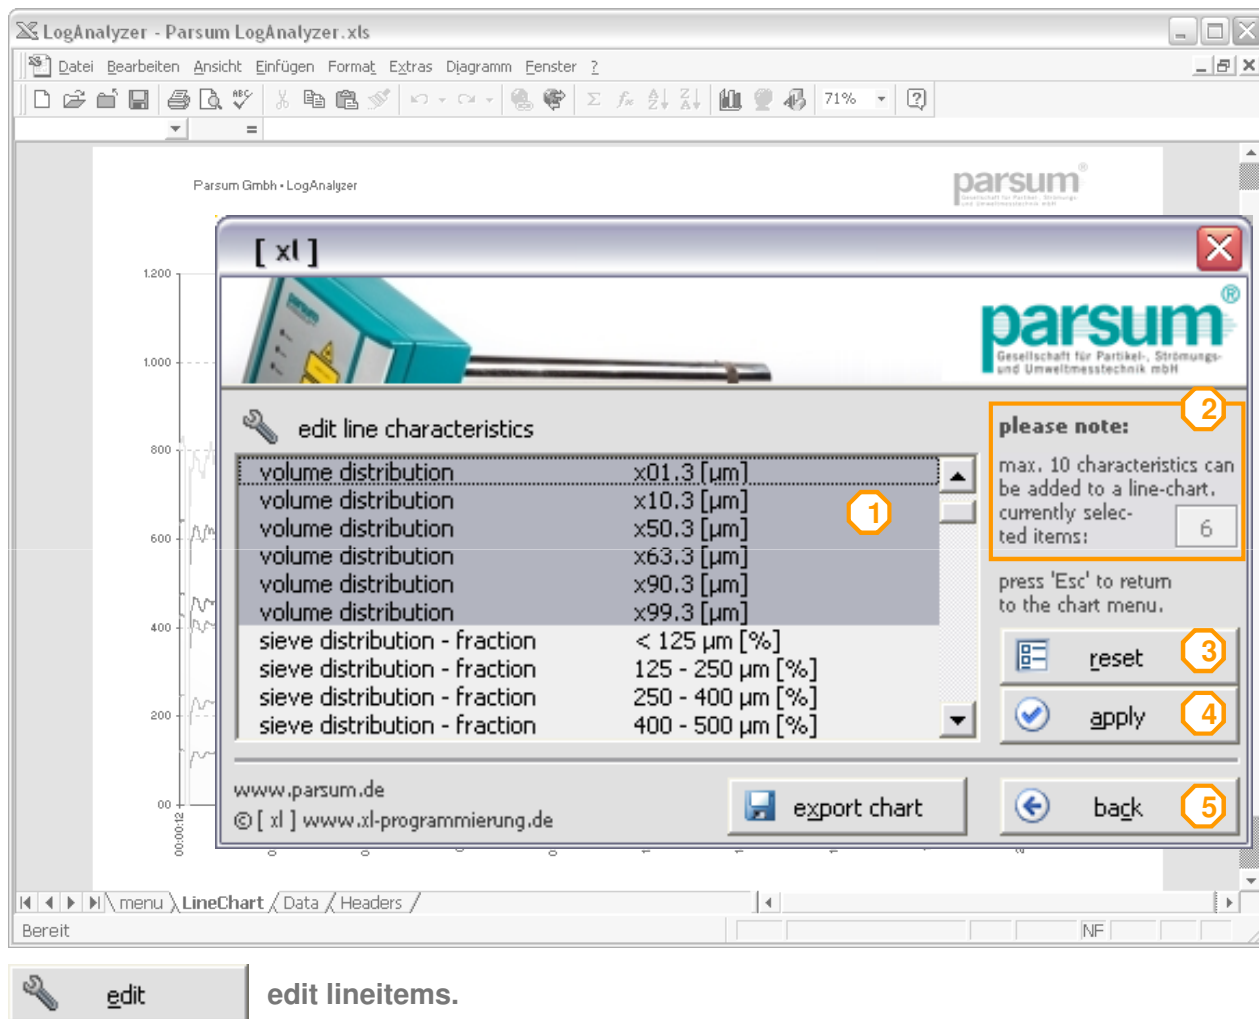 LogAnalyzer - Parsum LogAnalyzer.xls
Datei Bearbeiten Ansicht Einfügen Format Extras Diagramm Fenster ?
71%
=
Parsum Gmbh • LogAnalyzer
parsum®
[ xl ]
parsum®
Gesellschaft für Partikel-, Strömungs-
und Umweltmesstechnik mbH
1.200
1.000
800
600
400
200
00
00:00:12
edit line characteristics
volume distribution x01.3 [µm]
volume distribution x10.3 [µm]
volume distribution x50.3 [µm]
volume distribution x63.3 [µm]
volume distribution x90.3 [µm]
volume distribution x99.3 [µm]
sieve distribution - fraction < 125 µm [%]
sieve distribution - fraction 125 - 250 µm [%]
sieve distribution - fraction 250 - 400 µm [%]
sieve distribution - fraction 400 - 500 µm [%]
1
2
please note:
max. 10 characteristics can
be added to a line-chart.
currently selec-
ted items: 6
press 'Esc' to return
to the chart menu.
reset 3
apply 4
www.parsum.de
© [ xl ] www.xl-programmierung.de
export chart
back 5
menu LineChart Data Headers
Bereit
NF
edit
edit lineitems.